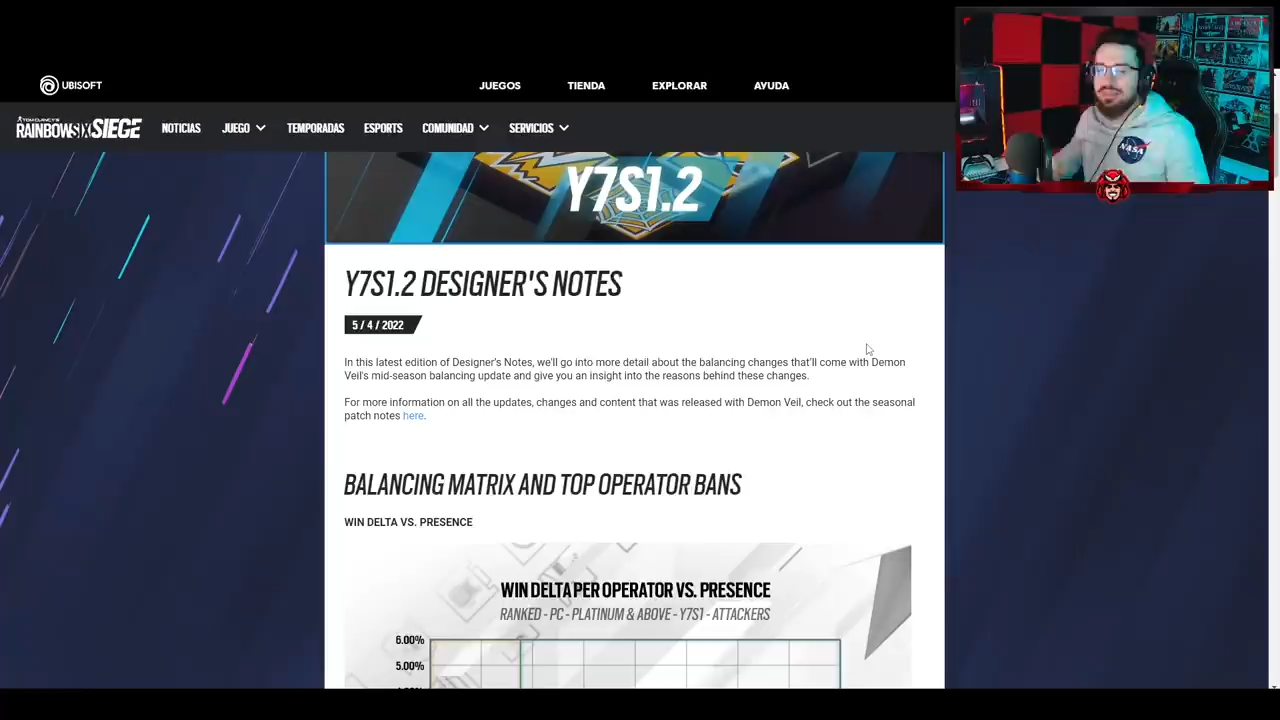 UBISOFT
JUEGOS
TIENDA
EXPLORAR
AYUDA
TOM CLANCY'S
RAINBOWSIX SIEGE
NOTICIAS
JUEGO
TEMPORADAS
ESPORTS
COMUNIDAD
SERVICIOS
NASA
Y7S1.2
Y7S1.2 DESIGNER'S NOTES
5 / 4 / 2022
In this latest edition of Designer's Notes, we'll go into more detail about the balancing changes that'll come with Demon
Veil's mid-season balancing update and give you an insight into the reasons behind these changes.
For more information on all the updates, changes and content that was released with Demon Veil, check out the seasonal
patch notes here.
BALANCING MATRIX AND TOP OPERATOR BANS
WIN DELTA VS. PRESENCE
WIN DELTA PER OPERATOR VS. PRESENCE
RANKED - PC - PLATINUM & ABOVE - Y7S1 - ATTACKERS
6.00%
5.00%